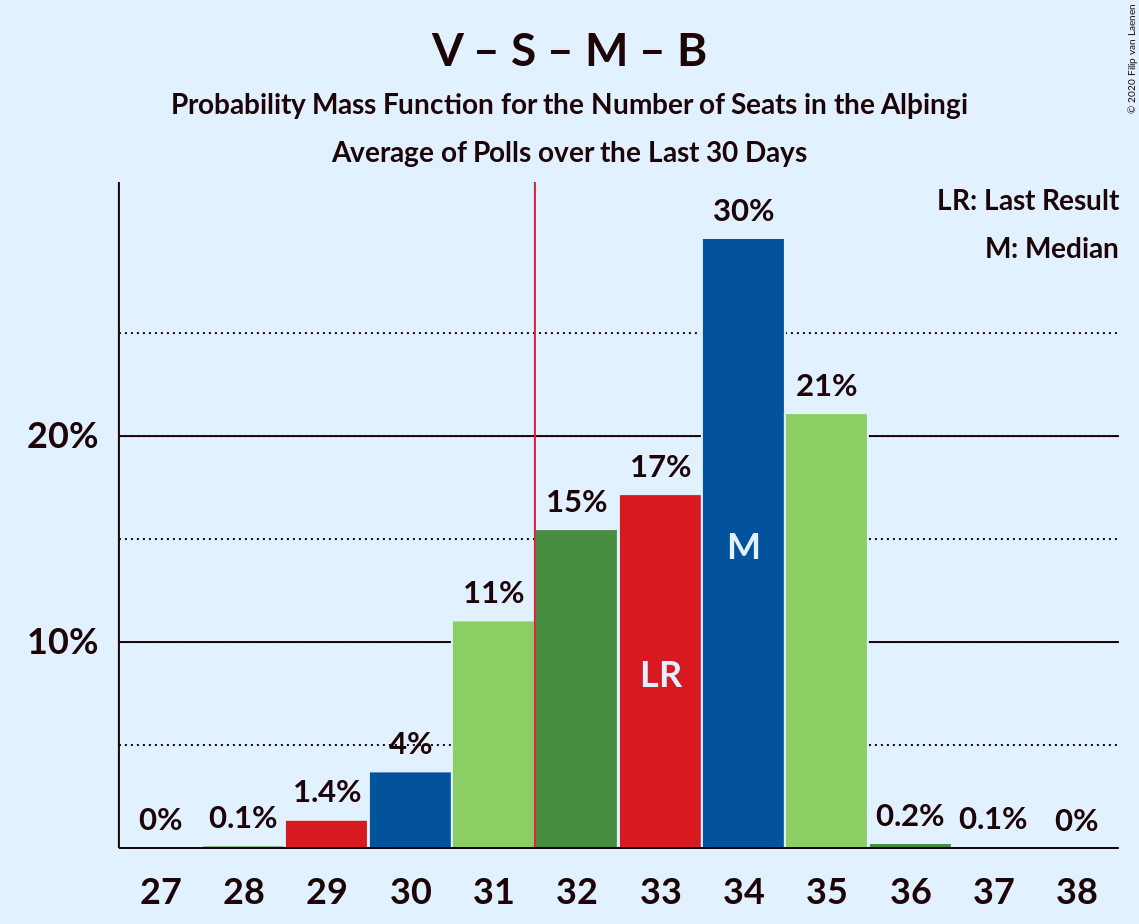 V – S – M – B
Probability Mass Function for the Number of Seats in the Alþingi
Average of Polls over the Last 30 Days
© 2020 Filip van Laenen
LR: Last Result
M: Median
20%
10%
0%
0.1%
1.4%
4%
11%
15%
17%
30%
21%
0.2%
0.1%
0%
LR
M
27 28 29 30 31 32 33 34 35 36 37 38